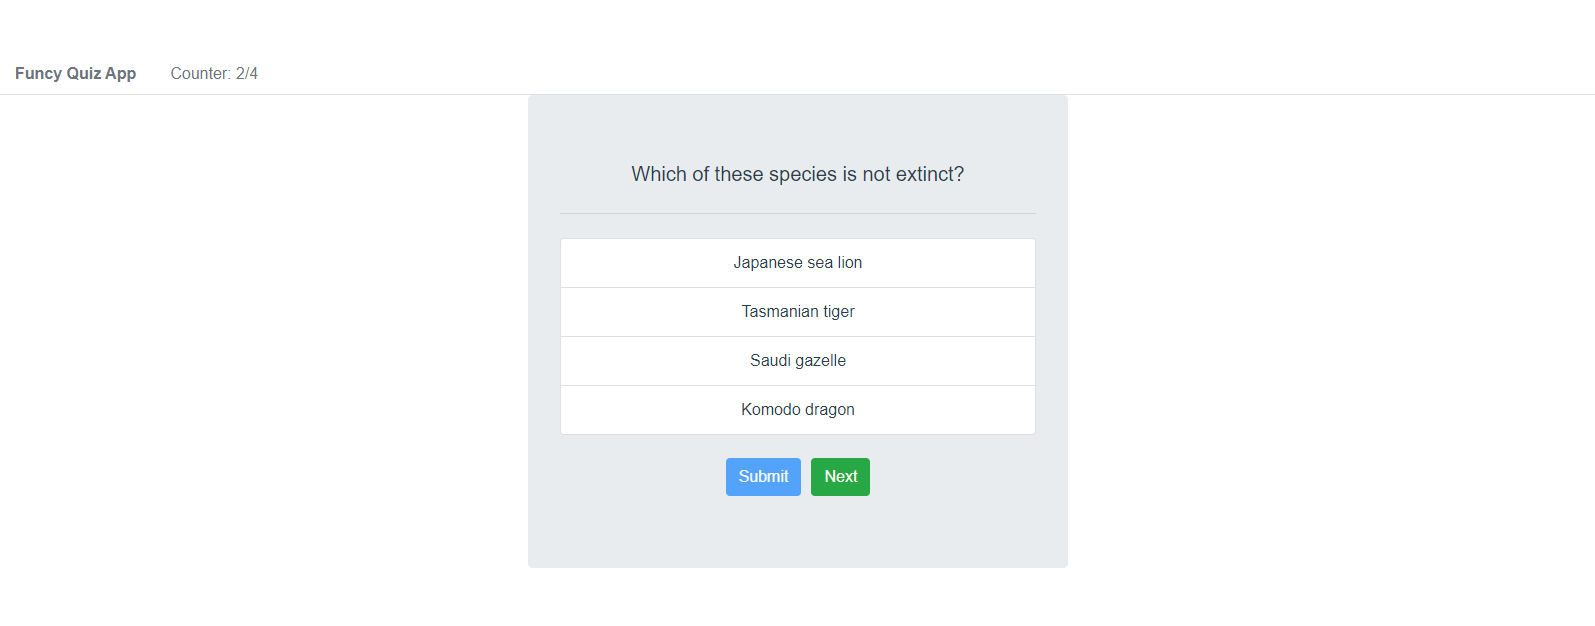 Funcy Quiz App Counter: 2/4
Which of these species is not extinct?
Japanese sea lion
Tasmanian tiger
Saudi gazelle
Komodo dragon
Submit Next